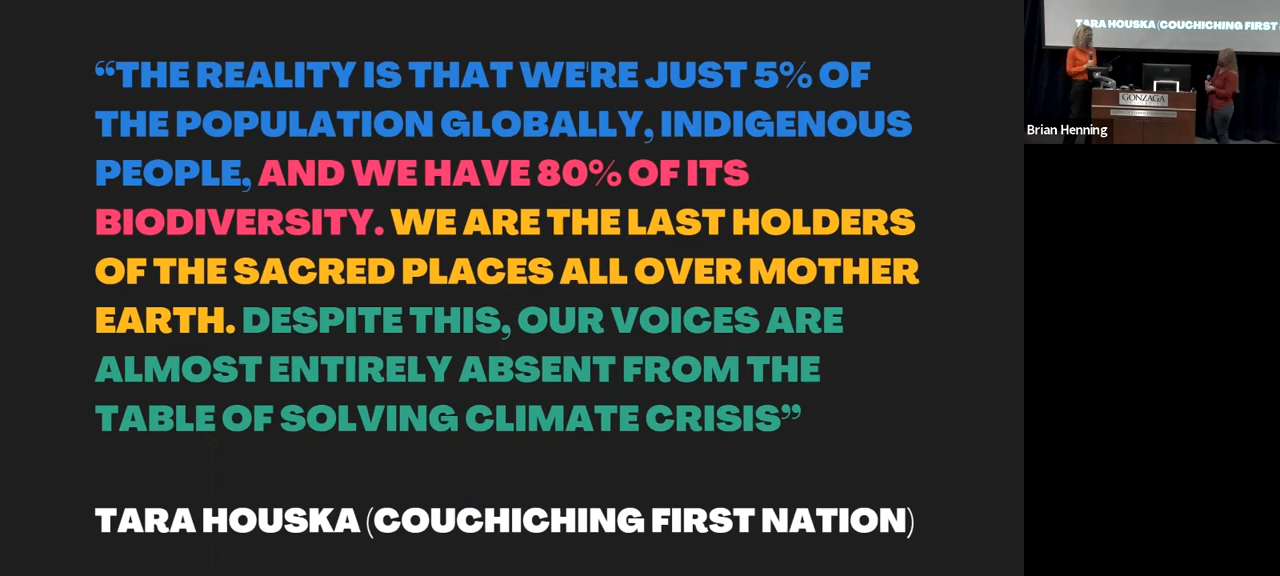 “THE REALITY IS THAT WE'RE JUST 5% OF
THE POPULATION GLOBALLY, INDIGENOUS
PEOPLE, AND WE HAVE 80% OF ITS
BIODIVERSITY. WE ARE THE LAST HOLDERS
OF THE SACRED PLACES ALL OVER MOTHER
EARTH. DESPITE THIS, OUR VOICES ARE
ALMOST ENTIRELY ABSENT FROM THE
TABLE OF SOLVING CLIMATE CRISIS”
TARA HOUSKA (COUCHICHING FIRST NATION)
TARA HOUSKA (COUCHICHING FIRST
GONZAGA
Brian Henning